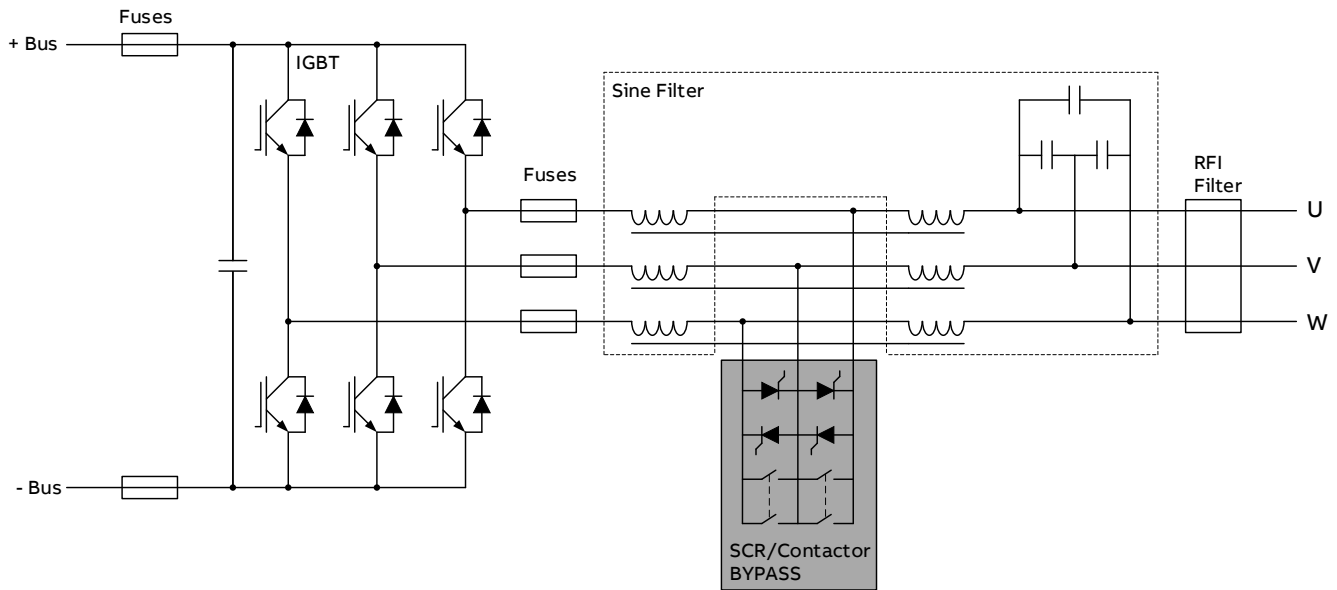 Fuses
+ Bus
IGBT
Sine Filter
Fuses
RFI
Filter
U
V
W
- Bus
SCR/Contactor
BYPASS